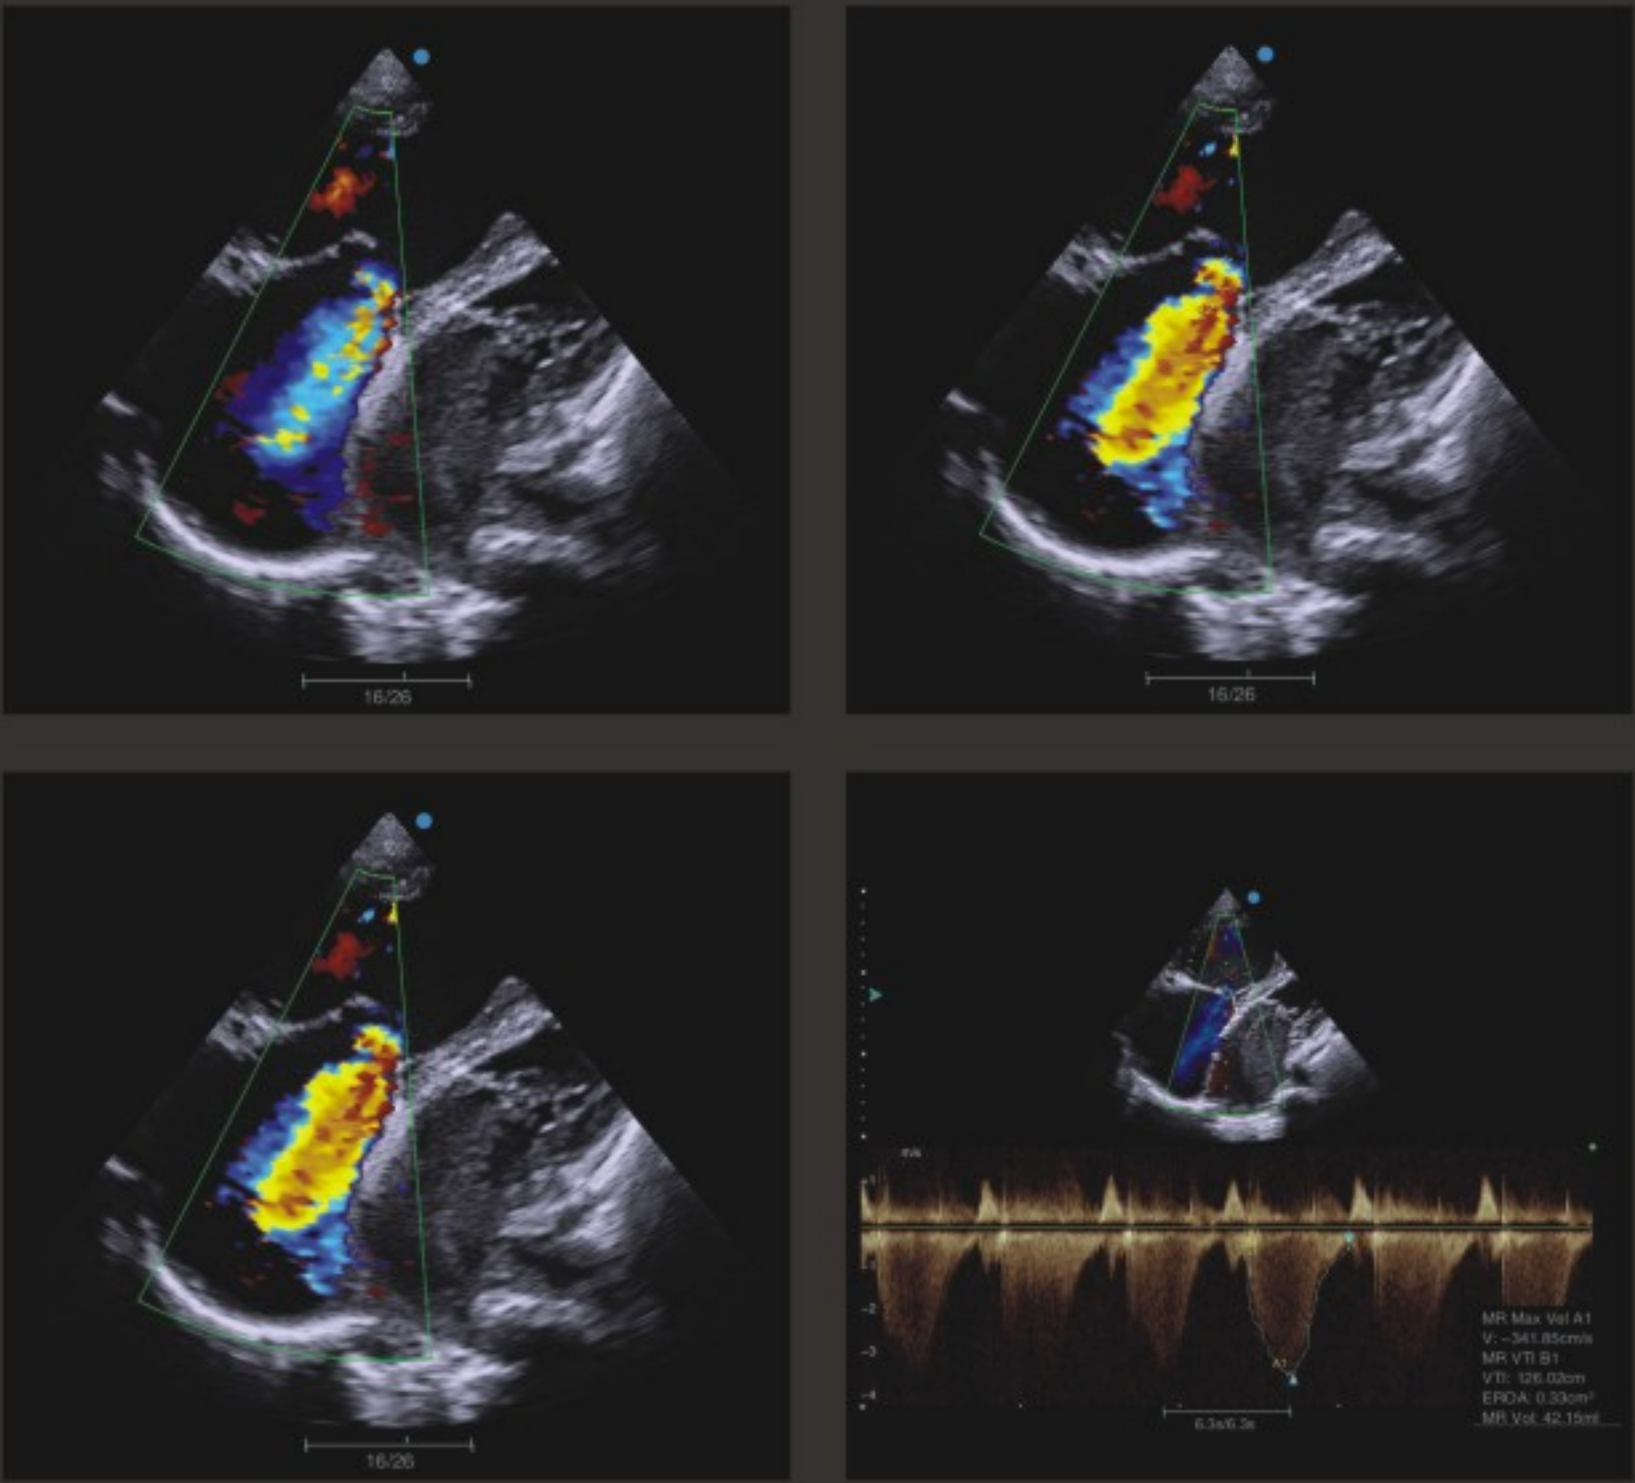 16/26
16/26
16/26
-2
-3
-4
A1
6.3s/6.3s
MR Max Vel A1
V: -341.85cm/s
MR VTI B1
VTI: 126.02cm
EROA: 0.33cm²
MR Vol: 42.15ml